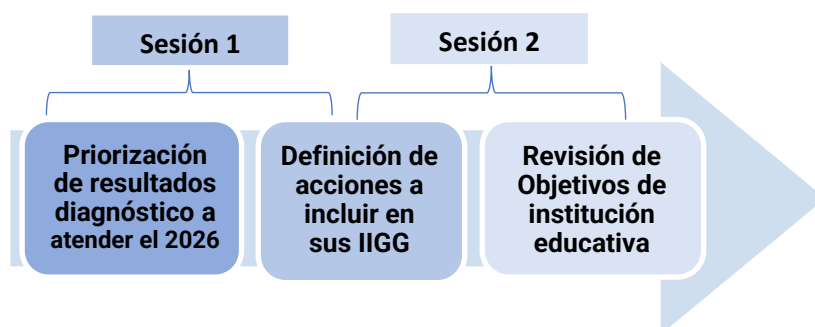 Sesión 1
Sesión 2
Priorización
de resultados
diagnóstico a
atender el 2026
Definición de
acciones a
incluir en
sus IIGG
Revisión de
Objetivos de
institución
educativa